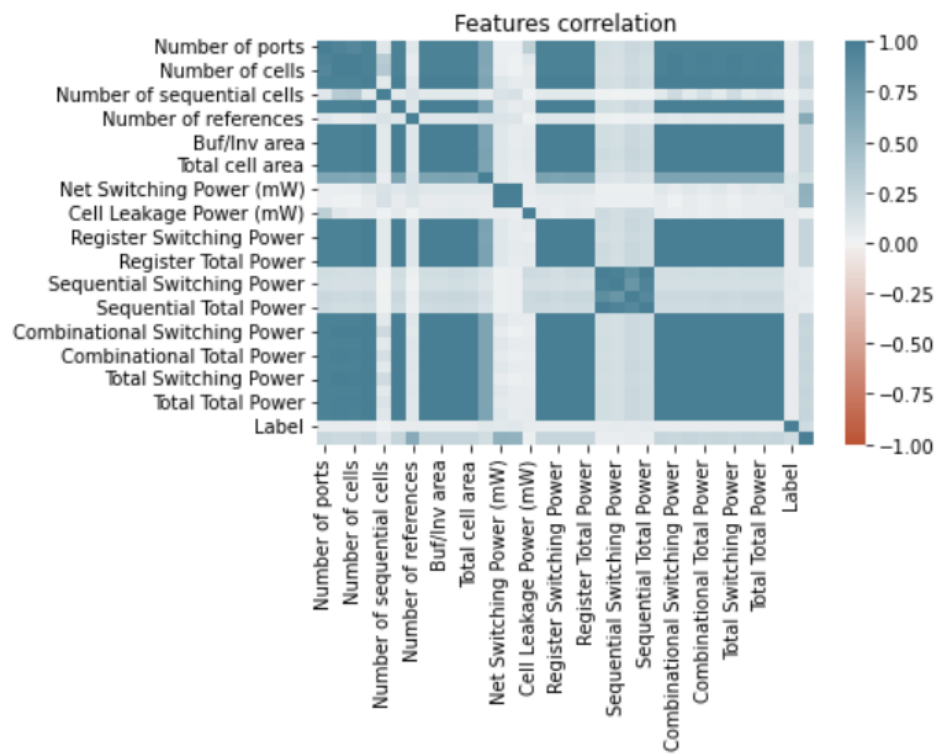 Features correlation
Number of ports
Number of cells
Number of sequential cells
Number of references
Buf/Inv area
Total cell area
Net Switching Power (mW)
Cell Leakage Power (mW)
Register Switching Power
Register Total Power
Sequential Switching Power
Sequential Total Power
Combinational Switching Power
Combinational Total Power
Total Switching Power
Total Total Power
Label
Number of ports
Number of cells
Number of sequential cells
Number of references
Buf/Inv area
Total cell area
Net Switching Power (mW)
Cell Leakage Power (mW)
Register Switching Power
Register Total Power
Sequential Switching Power
Sequential Total Power
Combinational Switching Power
Combinational Total Power
Total Switching Power
Total Total Power
Label
1.00
0.75
0.50
0.25
0.00
−0.25
−0.50
−0.75
−1.00